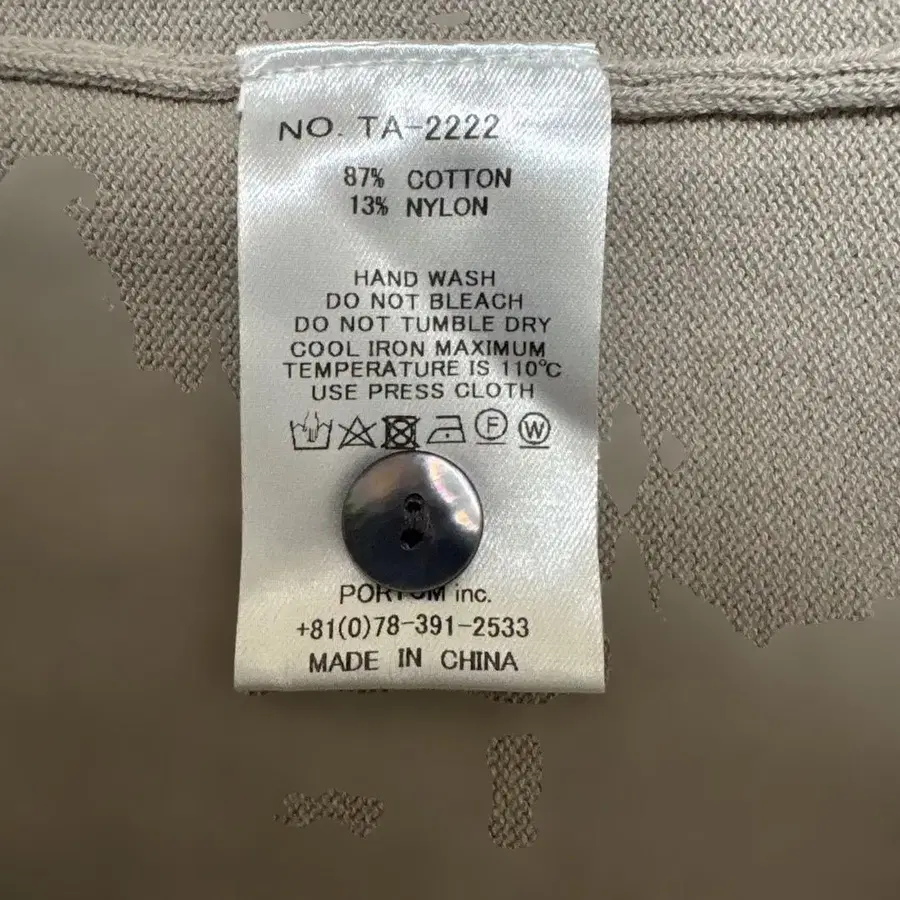 NO. TA-2222
87% COTTON
13% NYLON
HAND WASH
DO NOT BLEACH
DO NOT TUMBLE DRY
COOL IRON MAXIMUM
TEMPERATURE IS 110℃
USE PRESS CLOTH
F W
inc.
+81(0)78-391-2533
MADE IN CHINA